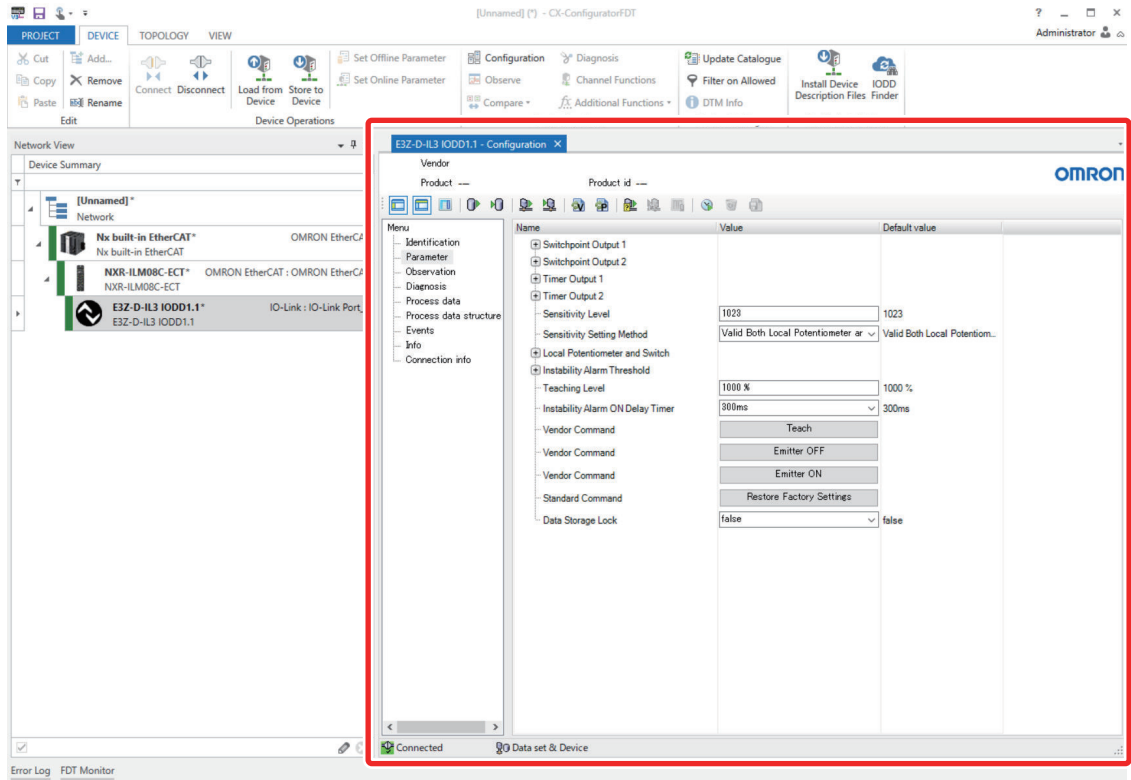 [Unnamed] (*) - CX-ConfiguratorFDT
?
PROJECT DEVICE TOPOLOGY VIEW Administrator
Cut Add...
Copy Remove
Paste Rename
Edit
Connect Disconnect
Load from Device
Store to Device
Device Operations
Set Offline Parameter
Set Online Parameter
Configuration Diagnosis
Observe Channel Functions
Compare Additional Functions
Update Catalogue
Filter on Allowed
DTM Info
Install Device Description Files
IODD Finder
Network View
Device Summary
[Unnamed]*
Network
Nx built-in EtherCAT* OMRON EtherCA
Nx built-in EtherCAT
NXR-ILM08C-ECT* OMRON EtherCAT : OMRON EtherCA
NXR-ILM08C-ECT
E3Z-D-IL3 IODD1.1* IO-Link : IO-Link Port_
E3Z-D-IL3 IODD1.1
E3Z-D-IL3 IODD1.1 - Configuration
Vendor
Product --- Product id ---
OMRON
Menu
Identification
Parameter
Observation
Diagnosis
Process data
Process data structure
Events
Info
Connection info
Name Value Default value
Switchpoint Output 1
Switchpoint Output 2
Timer Output 1
Timer Output 2
Sensitivity Level 1023 1023
Sensitivity Setting Method Valid Both Local Potentiometer ar Valid Both Local Potentiom...
Local Potentiometer and Switch
Instability Alarm Threshold
Teaching Level 1000 % 1000 %
Instability Alarm ON Delay Timer 300ms 300ms
Vendor Command Teach
Vendor Command Emitter OFF
Vendor Command Emitter ON
Standard Command Restore Factory Settings
Data Storage Lock false false
Connected Data set & Device
Error Log FDT Monitor